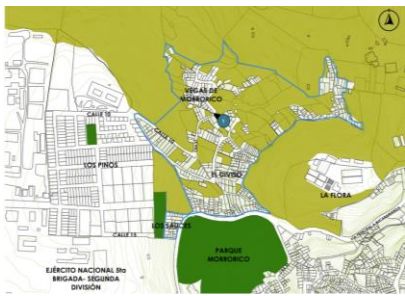 VEGAS DE
MORRORICO
CALLE 10
LOS PINOS
EL DIVISO
LA FLORA
LOS SAUCES
CALLE 15
PARQUE
MORRORICO
EJÉRCITO NACIONAL 5ta
BRIGADA- SEGUNDA
DIVISIÓN